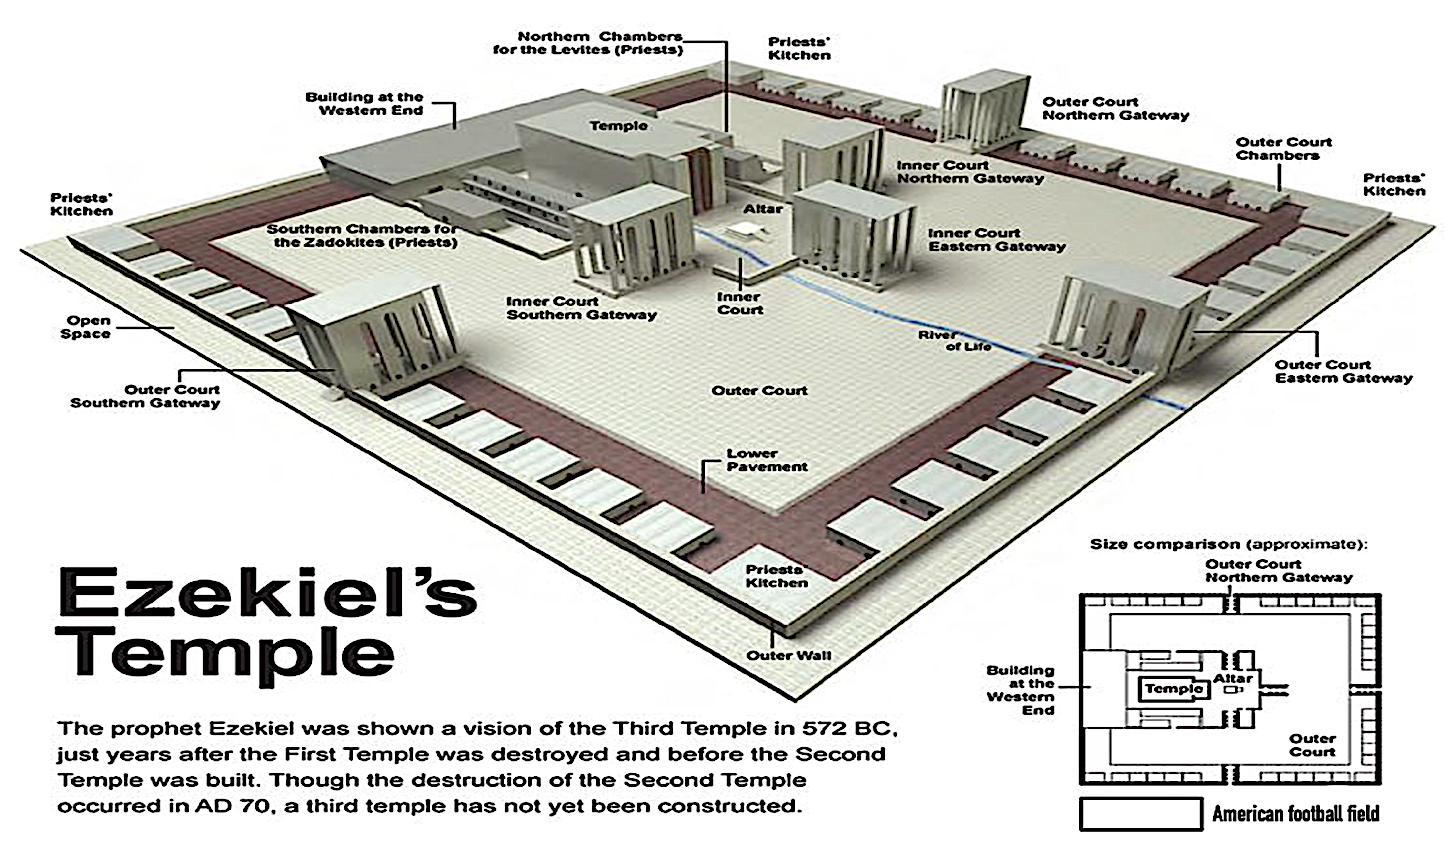 Northern Chambers
for the Levites (Priests)
Priests'
Kitchen
Building at the
Western End
Temple
Outer Court
Northern Gateway
Outer Court
Chambers
Inner Court
Northern Gateway
Priests'
Kitchen
Priests'
Kitchen
Altar
Southern Chambers for
the Zadokites (Priests)
Inner Court
Eastern Gateway
Inner Court
Southern Gateway
Inner
Court
Open
Space
River
of Life
Outer Court
Eastern Gateway
Outer Court
Southern Gateway
Outer Court
Lower
Pavement
Priests'
Kitchen
Outer Wall
Ezekiel's
Temple
The prophet Ezekiel was shown a vision of the Third Temple in 572 BC,
just years after the First Temple was destroyed and before the Second
Temple was built. Though the destruction of the Second Temple
occurred in AD 70, a third temple has not yet been constructed.
Size comparison (approximate):
Outer Court
Northern Gateway
Building
at the
Western
End
Temple
Altar
Outer
Court
American football field